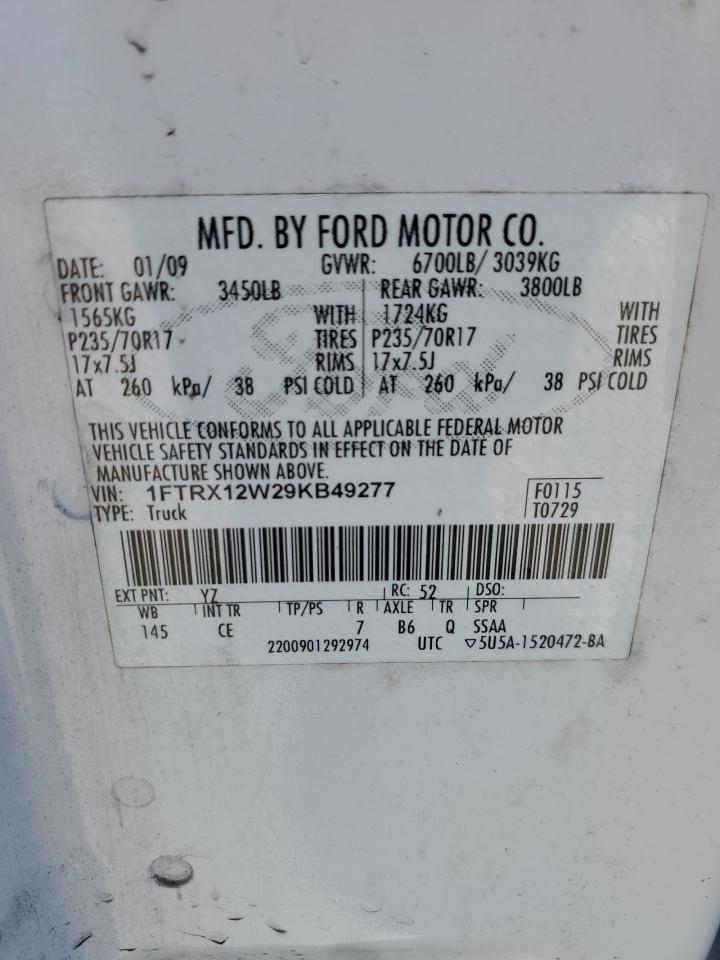 MFD. BY FORD MOTOR CO.
DATE: 01/09 GVWR: 6700LB/ 3039KG
FRONT GAWR: 3450LB REAR GAWR: 3800LB
1565KG WITH 1724KG WITH
P235/70R17 TIRES P235/70R17 TIRES
17x7.5J RIMS 17x7.5J RIMS
AT 260 kPa/ 38 PSI COLD AT 260 kPa/ 38 PSI COLD
THIS VEHICLE CONFORMS TO ALL APPLICABLE FEDERAL MOTOR
VEHICLE SAFETY STANDARDS IN EFFECT ON THE DATE OF
MANUFACTURE SHOWN ABOVE.
VIN: 1FTRX12W29KB49277 F0115
TYPE: Truck T0729
EXT PNT: YZ RC: 52 DSO:
WB INT TR TP/PS R AXLE TR SPR
145 CE 7 B6 Q SSAA
2200901292974 UTC ▽5U5A-1520472-BA